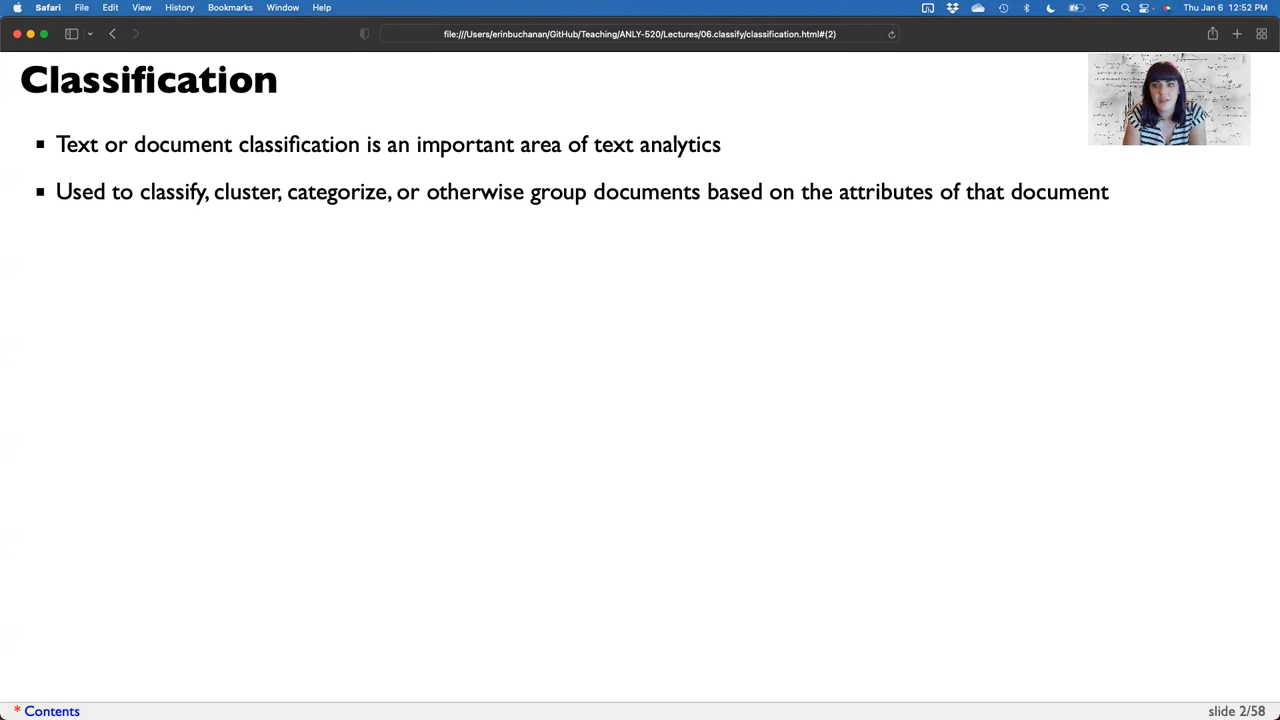 Safari File Edit View History Bookmarks Window Help Thu Jan 6 12:52 PM
file:///Users/erinbuchanan/GitHub/Teaching/ANLY-520/Lectures/06.classify/classification.html#(2)
Classification
Text or document classification is an important area of text analytics
Used to classify, cluster, categorize, or otherwise group documents based on the attributes of that document
* Contents
slide 2/58